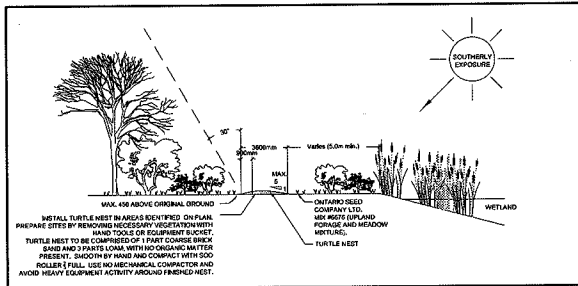 SOUTHERLY
EXPOSURE
30°
3600mm
900mm
Varies (5.0m min.)
MAX.
5
1
WETLAND
MAX. 450 ABOVE ORIGINAL GROUND
INSTALL TURTLE NEST IN AREAS IDENTIFIED ON PLAN.
PREPARE SITES BY REMOVING NECESSARY VEGETATION WITH
HAND TOOLS OR EQUIPMENT BUCKET.
TURTLE NEST TO BE COMPRISED OF 1 PART COARSE BRICK
SAND AND 3 PARTS LOAM, WITH NO ORGANIC MATTER
PRESENT. SMOOTH BY HAND AND COMPACT WITH SOD
ROLLER FULL. USE NO MECHANICAL COMPACTOR AND
AVOID HEAVY EQUIPMENT ACTIVITY AROUND FINISHED NEST.
ONTARIO SEED
COMPANY LTD.
MIX #6676 (UPLAND
FORAGE AND MEADOW
MIXTURE).
TURTLE NEST